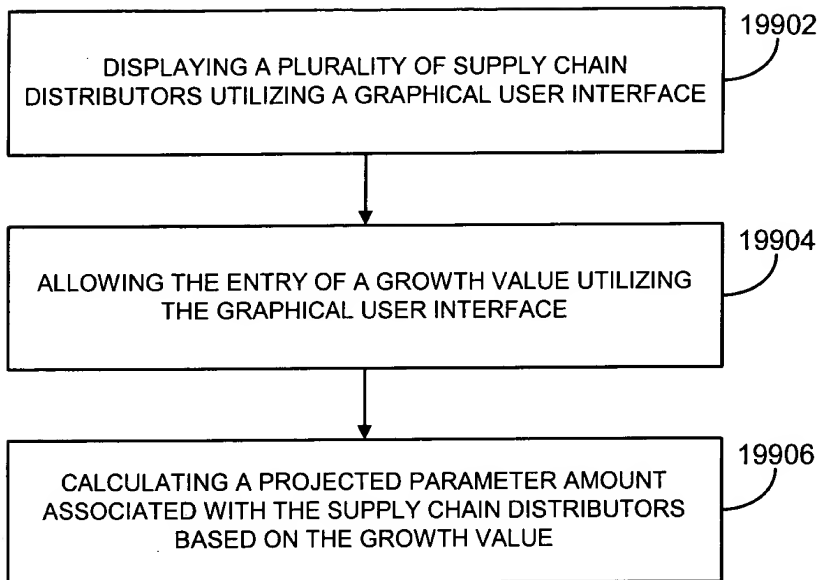 19902
DISPLAYING A PLURALITY OF SUPPLY CHAIN
DISTRIBUTORS UTILIZING A GRAPHICAL USER INTERFACE
19904
ALLOWING THE ENTRY OF A GROWTH VALUE UTILIZING
THE GRAPHICAL USER INTERFACE
19906
CALCULATING A PROJECTED PARAMETER AMOUNT
ASSOCIATED WITH THE SUPPLY CHAIN DISTRIBUTORS
BASED ON THE GROWTH VALUE